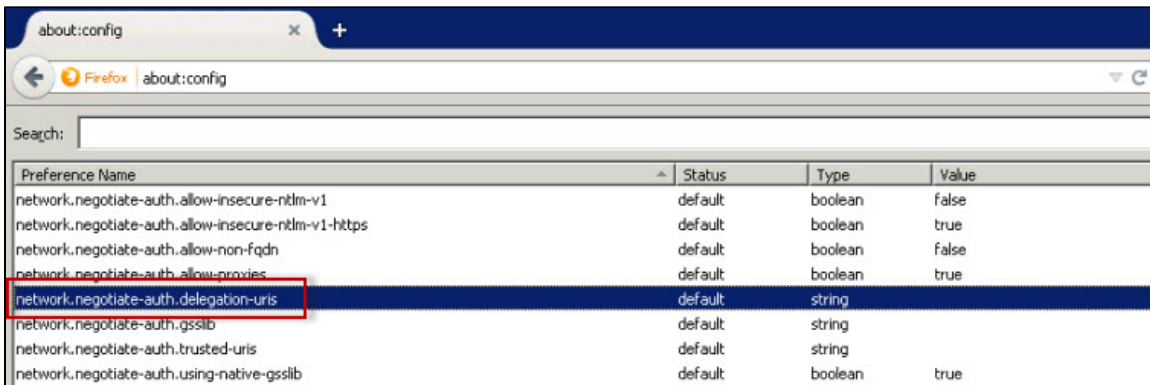 about:config
Firefox about:config
Search:
Preference Name Status Type Value
network.negotiate-auth.allow-insecure-ntlm-v1 default boolean false
network.negotiate-auth.allow-insecure-ntlm-v1-https default boolean true
network.negotiate-auth.allow-non-fqdn default boolean false
network.negotiate-auth.allow-proxies default boolean true
network.negotiate-auth.delegation-uris default string
network.negotiate-auth.gsslib default string
network.negotiate-auth.trusted-uris default string
network.negotiate-auth.using-native-gsslib default boolean true